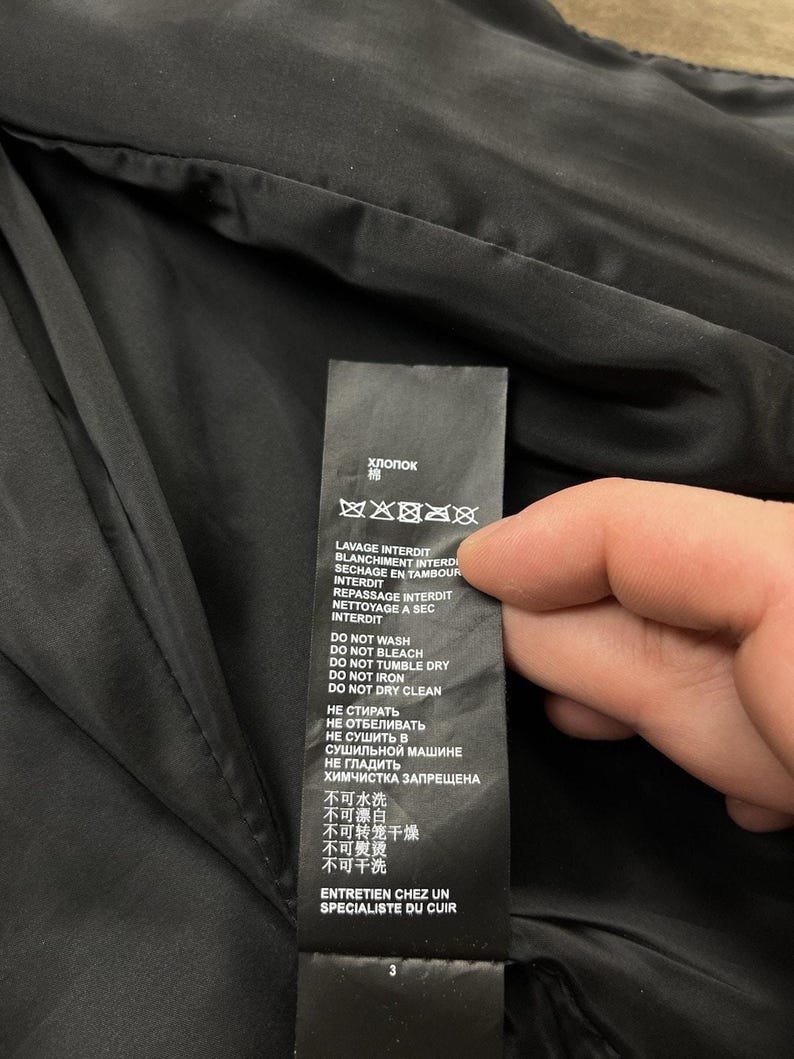 ХЛОПОК
棉
LAVAGE INTERDIT
BLANCHIMENT
SECHAGE EN TAMBOUR
INTERDIT
REPASSAGE INTERDIT
NETTOYAGE A SEC
INTERDIT
DO NOT WASH
DO NOT BLEACH
DO NOT TUMBLE DRY
DO NOT IRON
DO NOT DRY CLEAN
НЕ СТИРАТЬ
НЕ ОТБЕЛИВАТЬ
НЕ СУШИТЬ В
СУШИЛЬНОЙ МАШИНЕ
НЕ ГЛАДИТЬ
ХИМЧИСТКА ЗАПРЕЩЕНА
不可水洗
不可漂白
不可转笼干燥
不可熨烫
不可干洗
ENTRETIEN CHEZ UN
SPECIALISTE DU CUIR
3